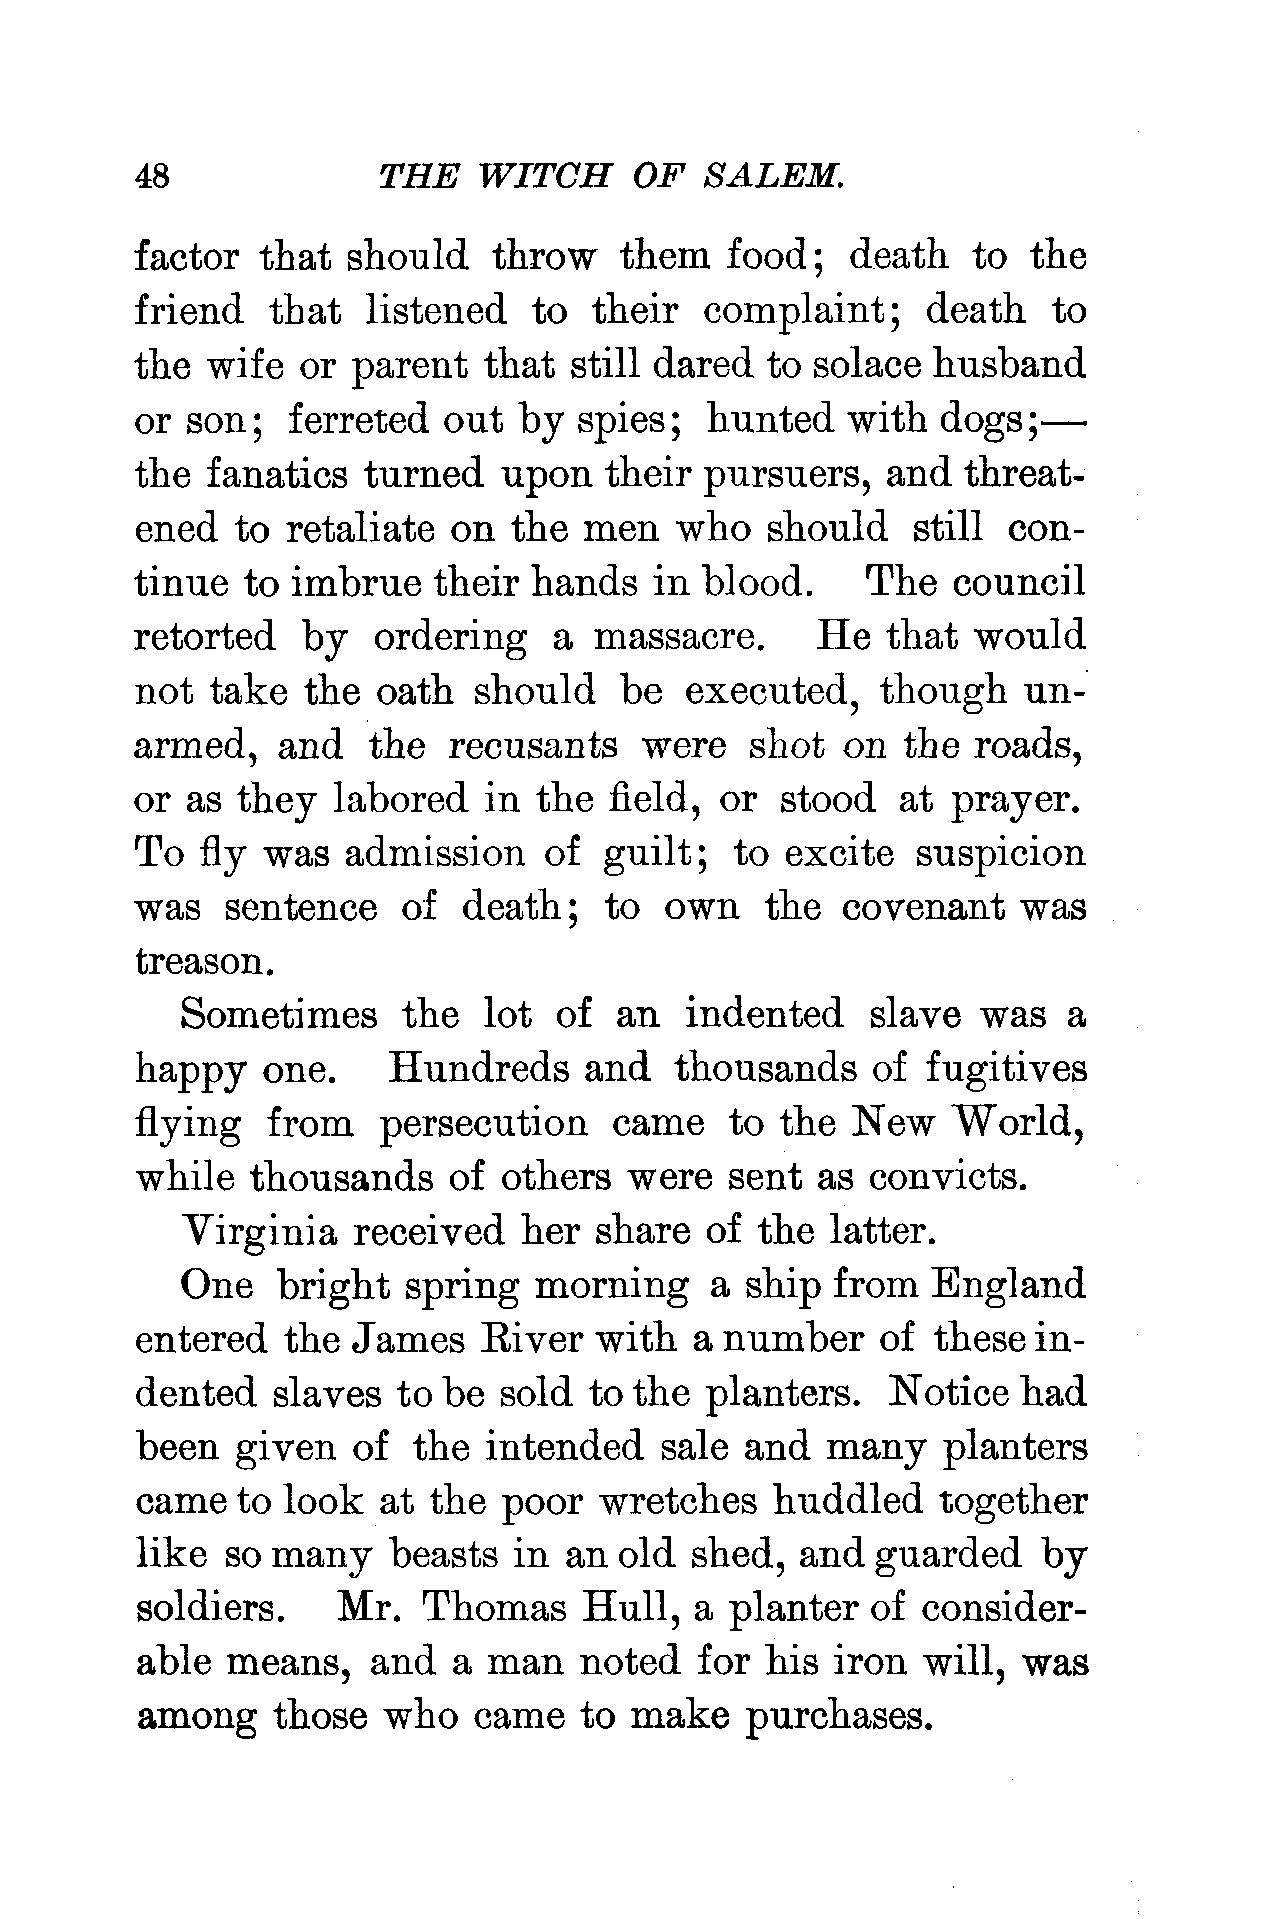 48 THE WITCH OF SALEM.
factor that should throw them food; death to the
friend that listened to their complaint; death to
the wife or parent that still dared to solace husband
or son; ferreted out by spies; hunted with dogs;—
the fanatics turned upon their pursuers, and threat-
ened to retaliate on the men who should still con-
tinue to imbrue their hands in blood. The council
retorted by ordering a massacre. He that would
not take the oath should be executed, though un-
armed, and the recusants were shot on the roads,
or as they labored in the field, or stood at prayer.
To fly was admission of guilt; to excite suspicion
was sentence of death; to own the covenant was
treason.
Sometimes the lot of an indented slave was a
happy one. Hundreds and thousands of fugitives
flying from persecution came to the New World,
while thousands of others were sent as convicts.
Virginia received her share of the latter.
One bright spring morning a ship from England
entered the James River with a number of these in-
dented slaves to be sold to the planters. Notice had
been given of the intended sale and many planters
came to look at the poor wretches huddled together
like so many beasts in an old shed, and guarded by
soldiers. Mr. Thomas Hull, a planter of consider-
able means, and a man noted for his iron will, was
among those who came to make purchases.